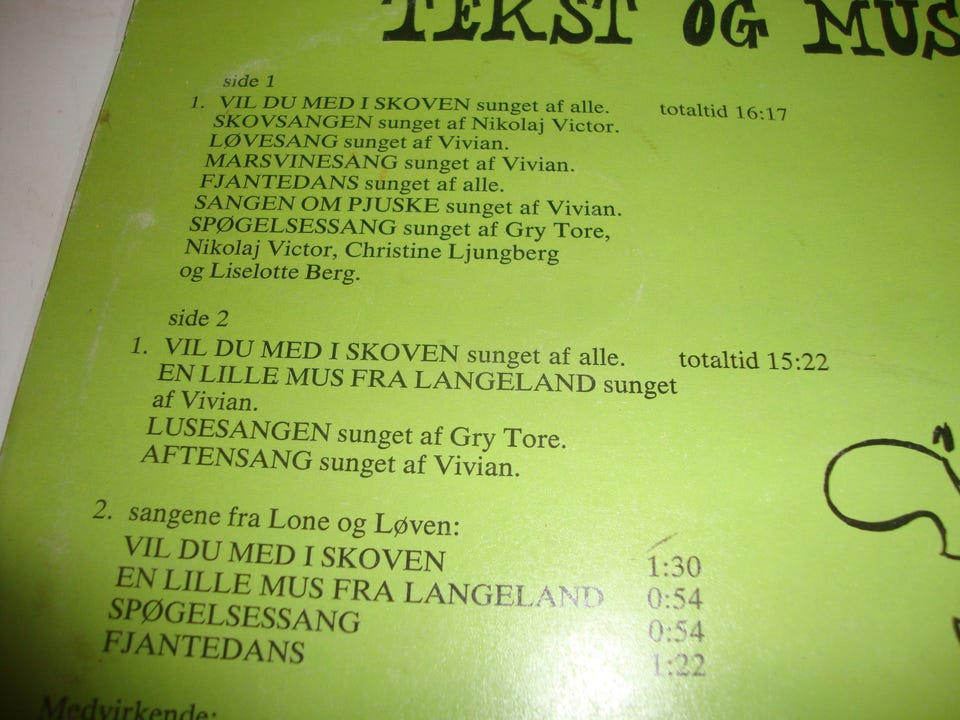 TEKST OG MUS
side 1
1. VIL DU MED I SKOVEN sunget af alle. totaltid 16:17
SKOVSANGEN sunget af Nikolaj Victor.
LØVESANG sunget af Vivian.
MARSVINESANG sunget af Vivian.
FJANTEDANS sunget af alle.
SANGEN OM PJUSKE sunget af Vivian.
SPØGELSESSANG sunget af Gry Tore,
Nikolaj Victor, Christine Ljungberg
og Liselotte Berg.
side 2
1. VIL DU MED I SKOVEN sunget af alle. totaltid 15:22
EN LILLE MUS FRA LANGELAND sunget
af Vivian.
LUSESANGEN sunget af Gry Tore.
AFTENSANG sunget af Vivian.
2. sangene fra Lone og Løven:
VIL DU MED I SKOVEN 1:30
EN LILLE MUS FRA LANGELAND 0:54
SPØGELSESSANG 0:54
FJANTEDANS 1:22
Medvirkende: